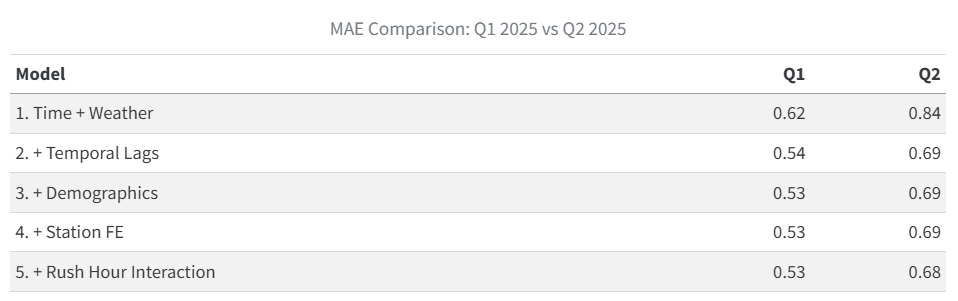 MAE Comparison: Q1 2025 vs Q2 2025
Model Q1 Q2
1. Time + Weather 0.62 0.84
2. + Temporal Lags 0.54 0.69
3. + Demographics 0.53 0.69
4. + Station FE 0.53 0.69
5. + Rush Hour Interaction 0.53 0.68